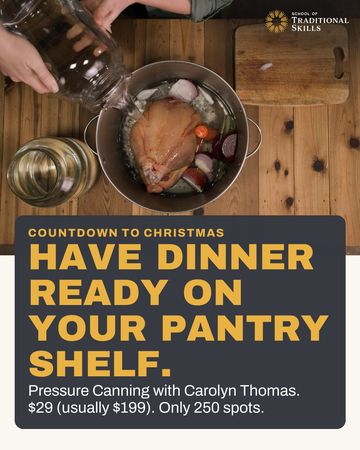 SCHOOL OF
TRADITIONAL
SKILLS
COUNTDOWN TO CHRISTMAS
HAVE DINNER
READY ON
YOUR PANTRY
SHELF.
Pressure Canning with Carolyn Thomas.
$29 (usually $199). Only 250 spots.